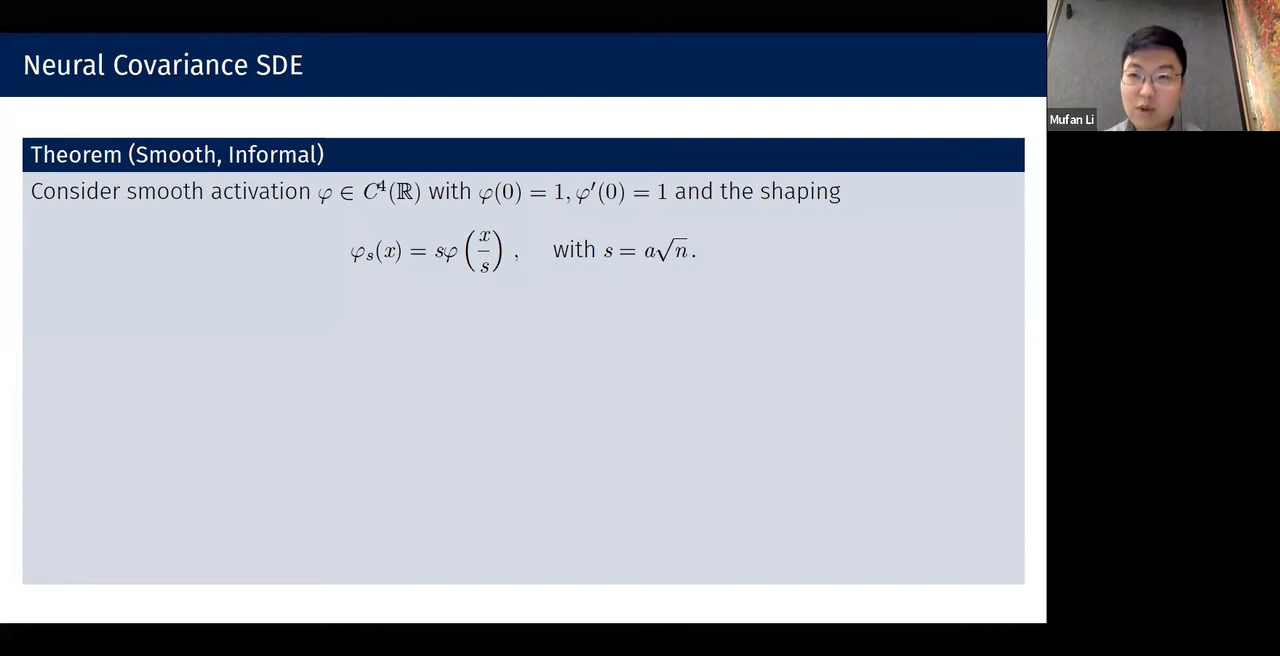 Neural Covariance SDE
Theorem (Smooth, Informal)
Consider smooth activation φ ∈ C⁴(ℝ) with φ(0) = 1, φ′(0) = 1 and the shaping
φₛ(x) = sφ(x/s), with s = a√n.
Mufan Li